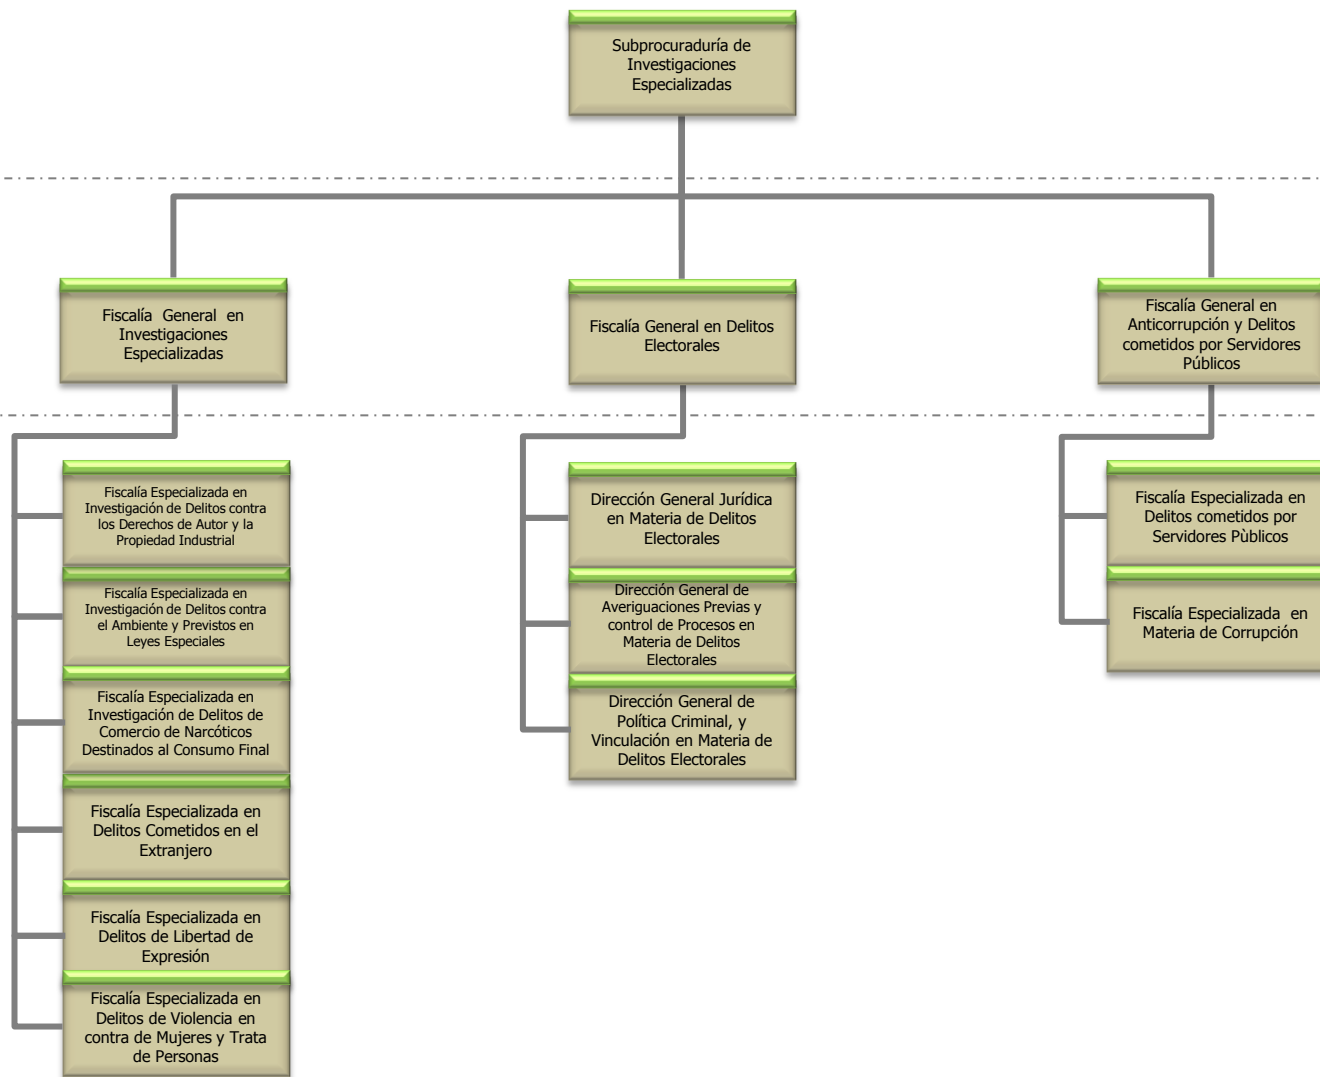 Subprocuraduría de
Investigaciones
Especializadas
Fiscalía General en
Investigaciones
Especializadas
Fiscalía General en Delitos
Electorales
Fiscalía General en
Anticorrupción y Delitos
cometidos por Servidores
Públicos
Fiscalía Especializada en
Investigación de Delitos contra
los Derechos de Autor y la
Propiedad Industrial
Fiscalía Especializada en
Investigación de Delitos contra
el Ambiente y Previstos en
Leyes Especiales
Fiscalía Especializada en
Investigación de Delitos de
Comercio de Narcóticos
Destinados al Consumo Final
Fiscalía Especializada en
Delitos Cometidos en el
Extranjero
Fiscalía Especializada en
Delitos de Libertad de
Expresión
Fiscalía Especializada en
Delitos de Violencia en
contra de Mujeres y Trata
de Personas
Dirección General Jurídica
en Materia de Delitos
Electorales
Dirección General de
Averiguaciones Previas y
control de Procesos en
Materia de Delitos
Electorales
Dirección General de
Política Criminal, y
Vinculación en Materia de
Delitos Electorales
Fiscalía Especializada en
Delitos cometidos por
Servidores Pùblicos
Fiscalía Especializada en
Materia de Corrupción